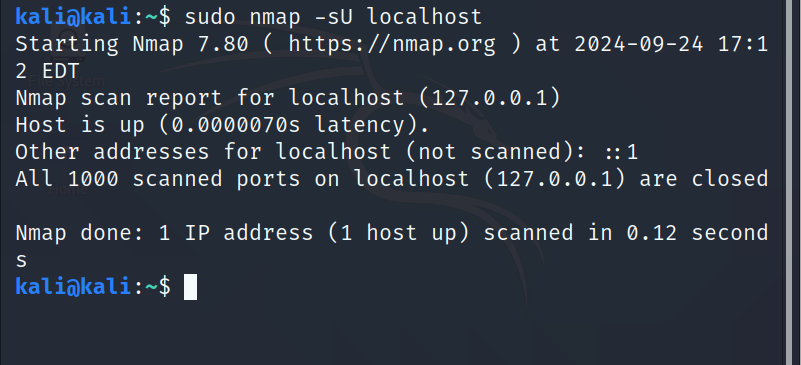 kali@kali:~$ sudo nmap -sU localhost
Starting Nmap 7.80 ( https://nmap.org ) at 2024-09-24 17:1
2 EDT
Nmap scan report for localhost (127.0.0.1)
Host is up (0.0000070s latency).
Other addresses for localhost (not scanned): ::1
All 1000 scanned ports on localhost (127.0.0.1) are closed
Nmap done: 1 IP address (1 host up) scanned in 0.12 second
s
kali@kali:~$